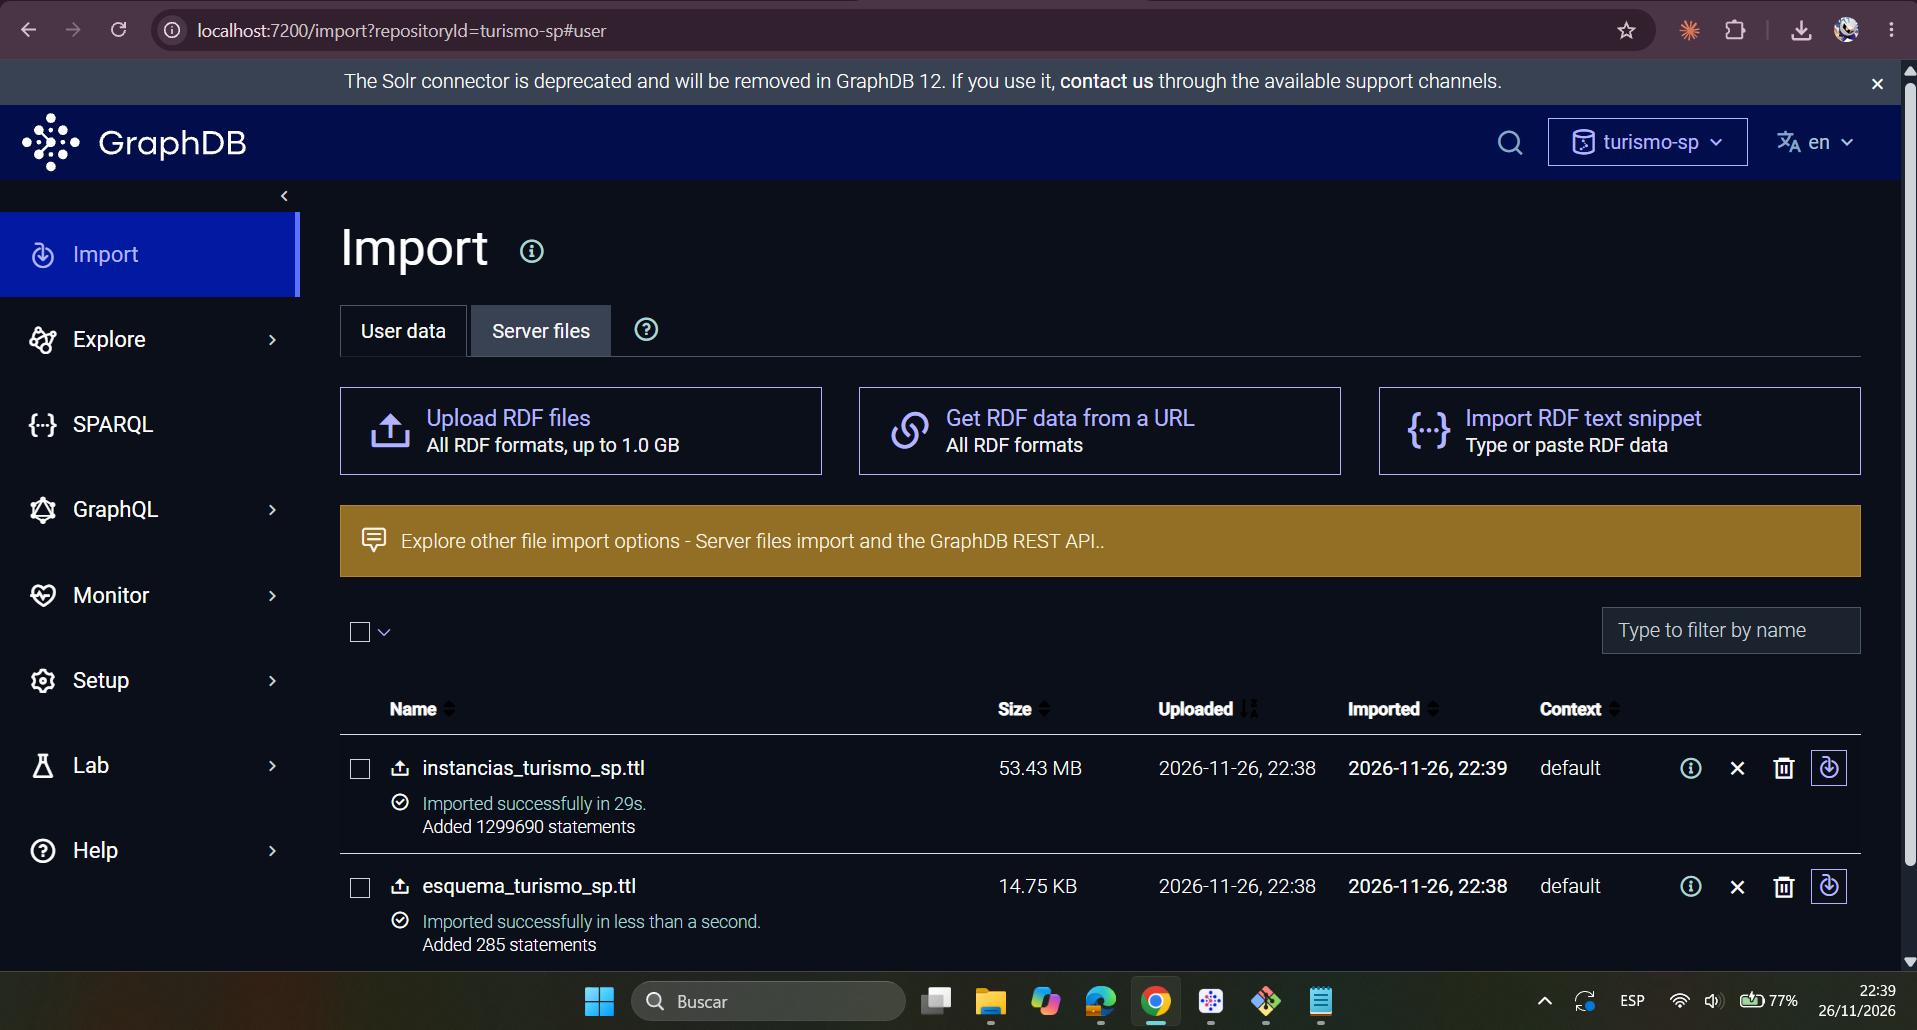 localhost:7200/import?repositoryId=turismo-sp#user
The Solr connector is deprecated and will be removed in GraphDB 12. If you use it, contact us through the available support channels.
GraphDB
turismo-sp
en
Import
Explore
SPARQL
GraphQL
Monitor
Setup
Lab
Help
Import
User data
Server files
Upload RDF files
All RDF formats, up to 1.0 GB
Get RDF data from a URL
All RDF formats
Import RDF text snippet
Type or paste RDF data
Explore other file import options - Server files import and the GraphDB REST API..
Type to filter by name
Name Size Uploaded Imported Context
instancias_turismo_sp.ttl 53.43 MB 2026-11-26, 22:38 2026-11-26, 22:39 default
Imported successfully in 29s.
Added 1299690 statements
esquema_turismo_sp.ttl 14.75 KB 2026-11-26, 22:38 2026-11-26, 22:38 default
Imported successfully in less than a second.
Added 285 statements
Buscar
ESP
77%
22:39
26/11/2026